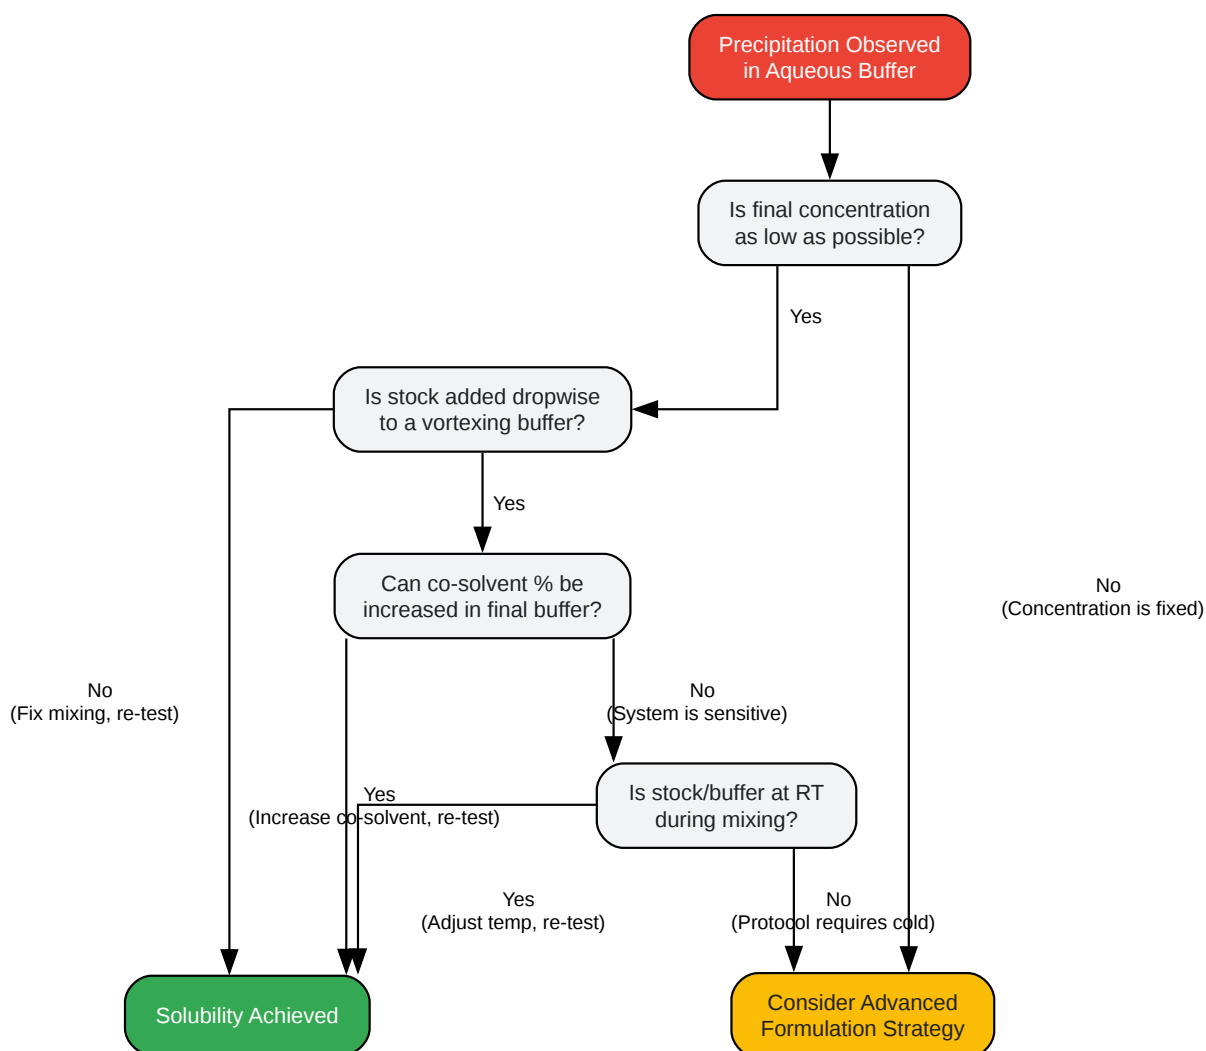 Precipitation Observed
in Aqueous Buffer
Is final concentration
as low as possible?
Yes
Is stock added dropwise
to a vortexing buffer?
Yes
Can co-solvent % be
increased in final buffer?
No
(Concentration is fixed)
No
(Fix mixing, re-test)
No
(System is sensitive)
Is stock/buffer at RT
during mixing?
Yes
(Increase co-solvent, re-test)
Yes
(Adjust temp, re-test)
No
(Protocol requires cold)
Solubility Achieved
Consider Advanced
Formulation Strategy